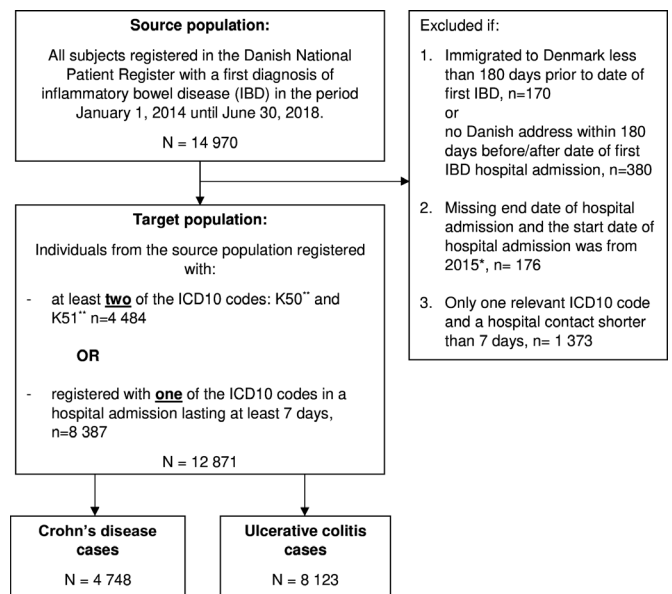 Source population:
All subjects registered in the Danish National
Patient Register with a first diagnosis of
inflammatory bowel disease (IBD) in the period
January 1, 2014 until June 30, 2018.
N = 14 970
Excluded if:
1. Immigrated to Denmark less
than 180 days prior to date of
first IBD, n=170
or
no Danish address within 180
days before/after date of first
IBD hospital admission, n=380
2. Missing end date of hospital
admission and the start date of
hospital admission was from
2015*, n= 176
3. Only one relevant ICD10 code
and a hospital contact shorter
than 7 days, n= 1 373
Target population:
Individuals from the source population registered
with:
- at least two of the ICD10 codes: K50** and
K51** n=4 484
OR
- registered with one of the ICD10 codes in a
hospital admission lasting at least 7 days,
n=8 387
N = 12 871
Crohn's disease
cases
N = 4 748
Ulcerative colitis
cases
N = 8 123